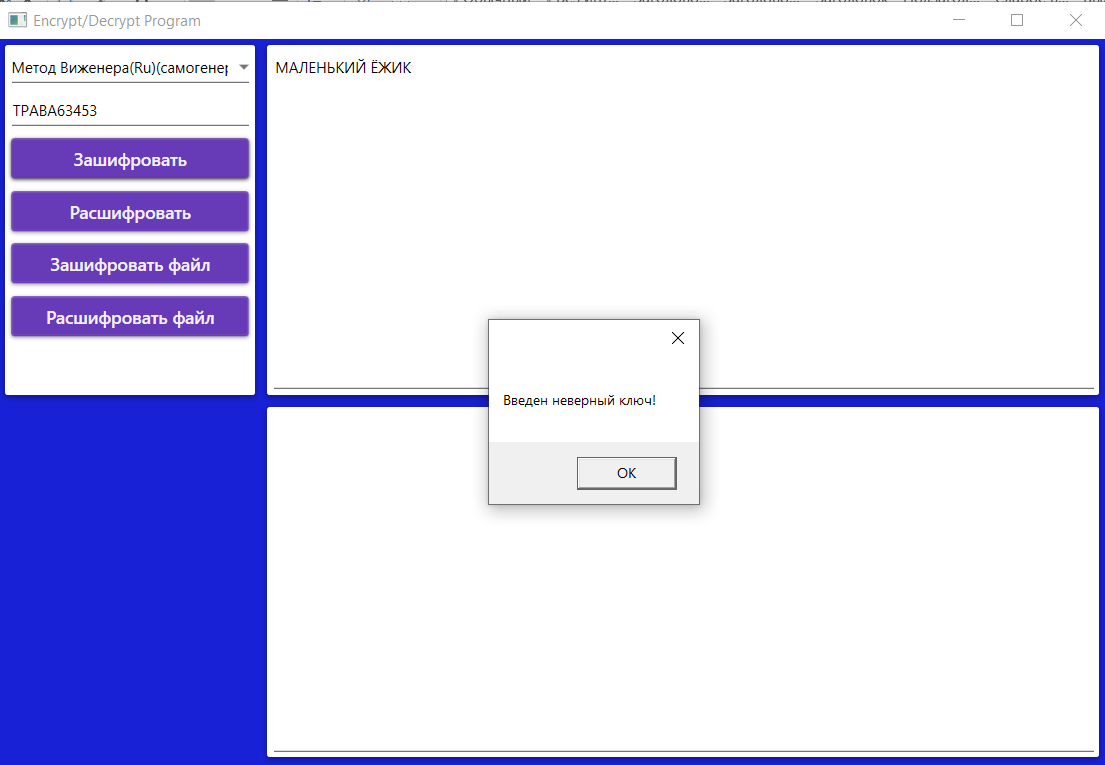 Encrypt/Decrypt Program
Метод Виженера(Ru)(самогенер
ТРАВА63453
Зашифровать
Расшифровать
Зашифровать файл
Расшифровать файл
МАЛЕНЬКИЙ ЁЖИК
Введен неверный ключ!
ОК